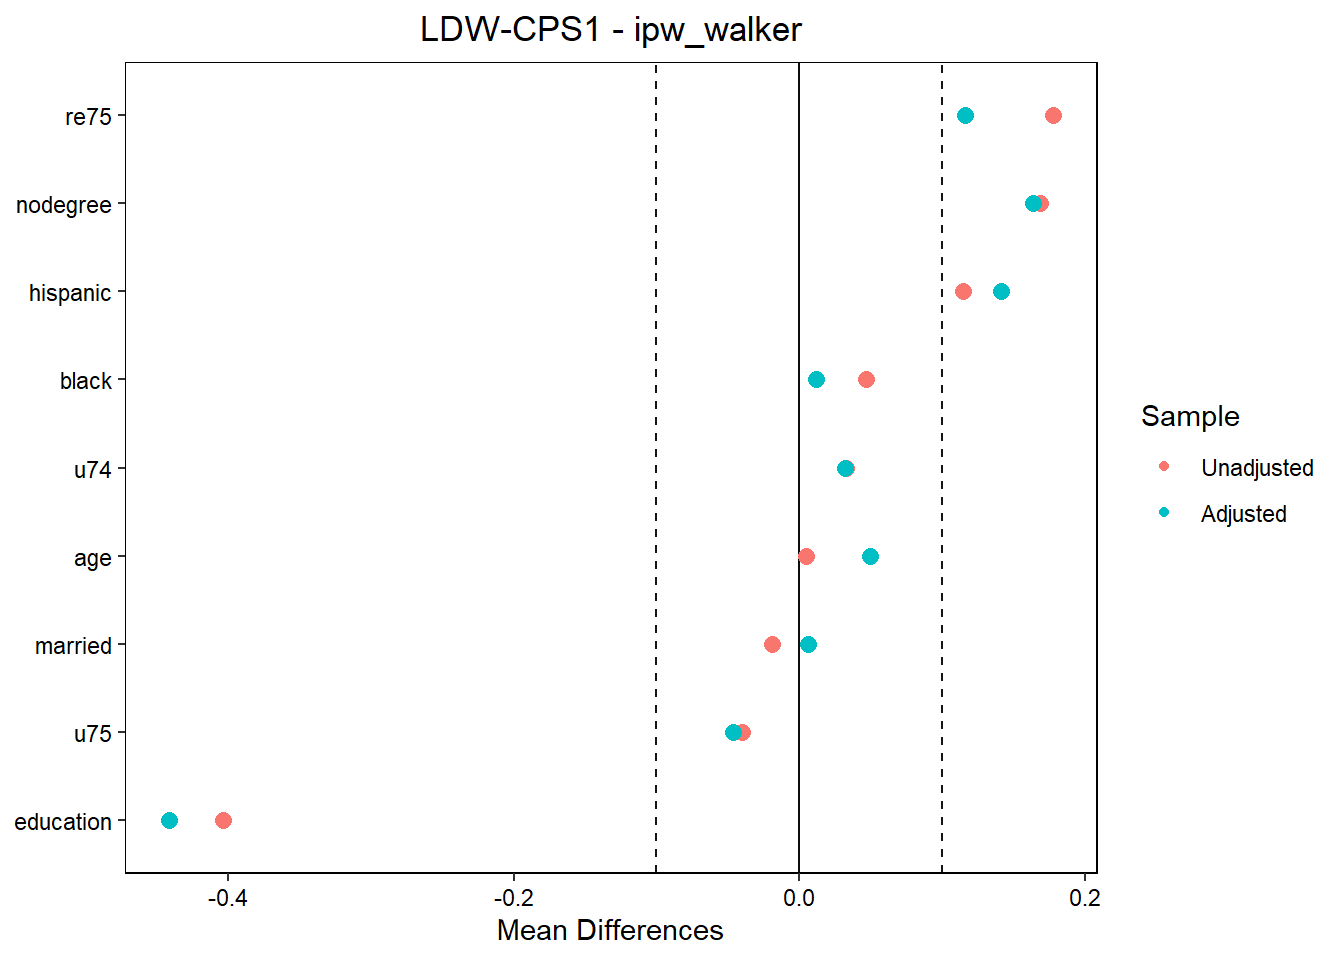 LDW-CPS1 - ipw_walker
re75
nodegree
hispanic
black
u74
age
married
u75
education
-0.4
-0.2
0.0
0.2
Mean Differences
Sample
Unadjusted
Adjusted